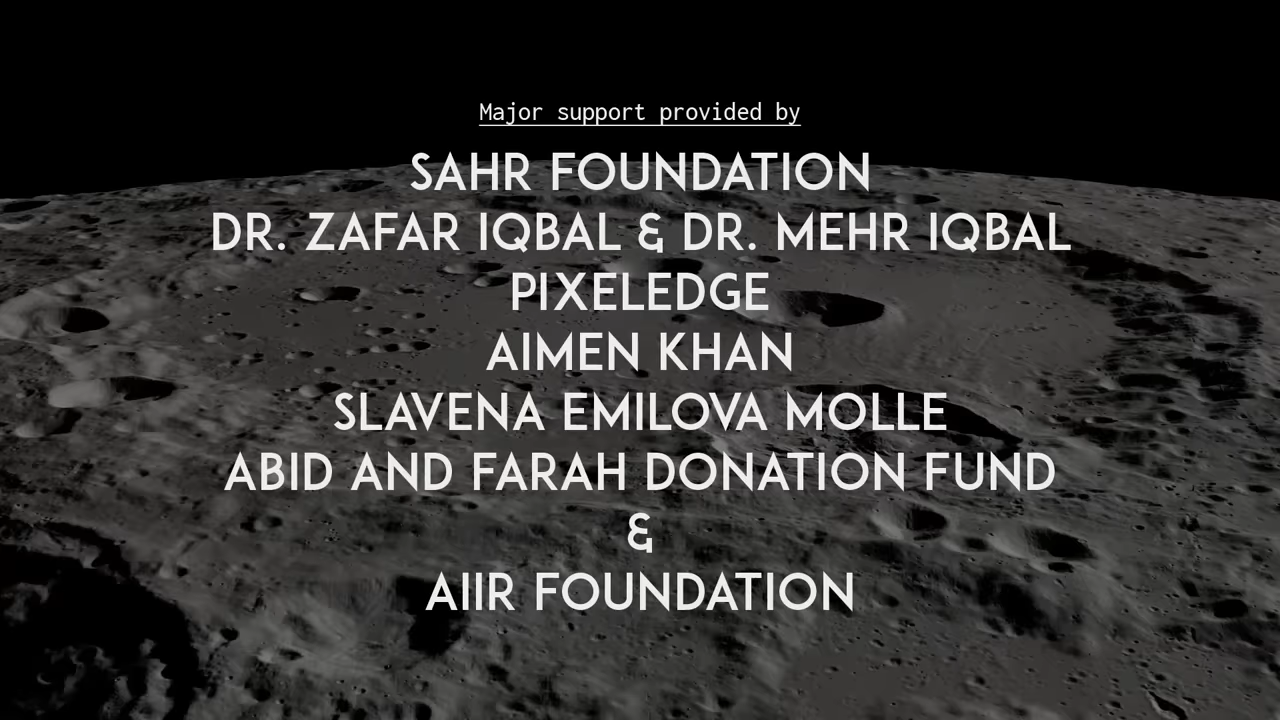 Major support provided by
SAHR FOUNDATION
DR. ZAFAR IQBAL & DR. MEHR IQBAL
PIXELEDGE
AIMEN KHAN
SLAVENA EMILOVA MOLLE
ABID AND FARAH DONATION FUND
&
AIIR FOUNDATION